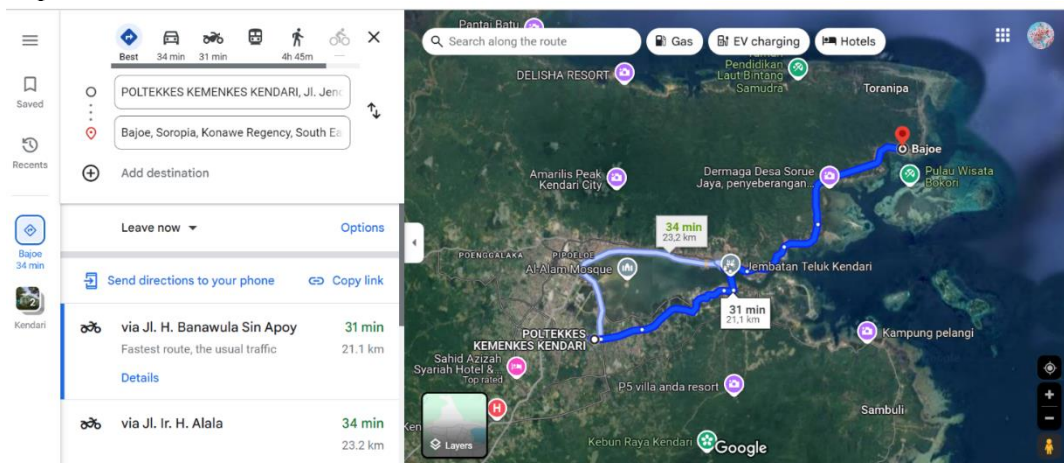 Best
34 min
31 min
4h 45m
Saved
Recents
Bajoe
34 min
2
Kendari
POLTEKKES KEMENKES KENDARI, Jl.
Bajoe, Soropia, Konawe Regency, South
Add destination
Leave now
Options
Send directions to your phone
Copy link
via Jl. H. Banawula Sin Apoy
31 min
Fastest route, the usual traffic
21.1 km
Details
via Jl. Ir. H. Alala
34 min
23.2 km
Search along the route
Gas
EV charging
Hotels
Pantai Batu
DELISHA RESORT
Pendidikan
Laut Bintang
Samudra
Toranipa
Bajoe
Amarilis Peak
Kendari City
Dermaga Desa Sorue
Jaya, penyeberangan...
Pulau Wisata
Bokori
34 min
23,2 km
POENGGALAKA
PIPOELOE
Al-Alam Mosque
Jembatan Teluk Kendari
31 min
21,1 km
POLTEKKES
KEMENKES KENDARI
Kampung pelangi
Sahid Azizah
Syariah Hotel &...
Top rated
P5 villa anda resort
H
Sambuli
Layers
Kebun Raya Kendari
Google